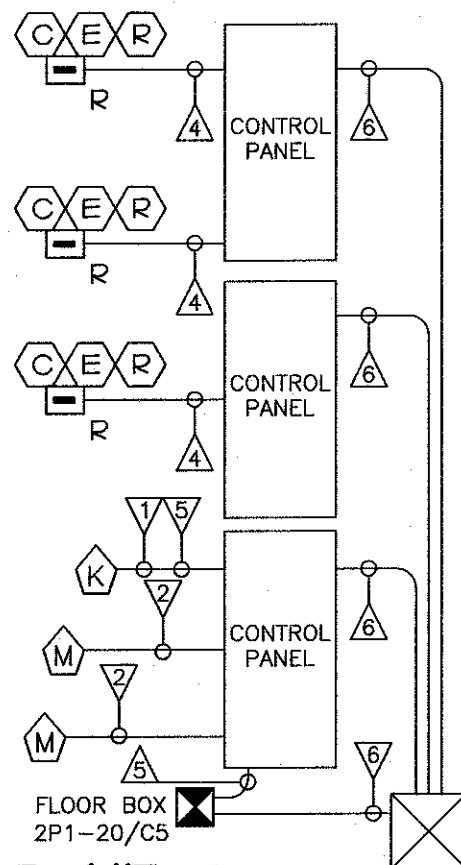 C E R
R
4
CONTROL
PANEL
6
C E R
R
4
C E R
R
4
CONTROL
PANEL
6
1 5
K
2
M
2
M
CONTROL
PANEL
6
5
6
FLOOR BOX
2P1-20/C5